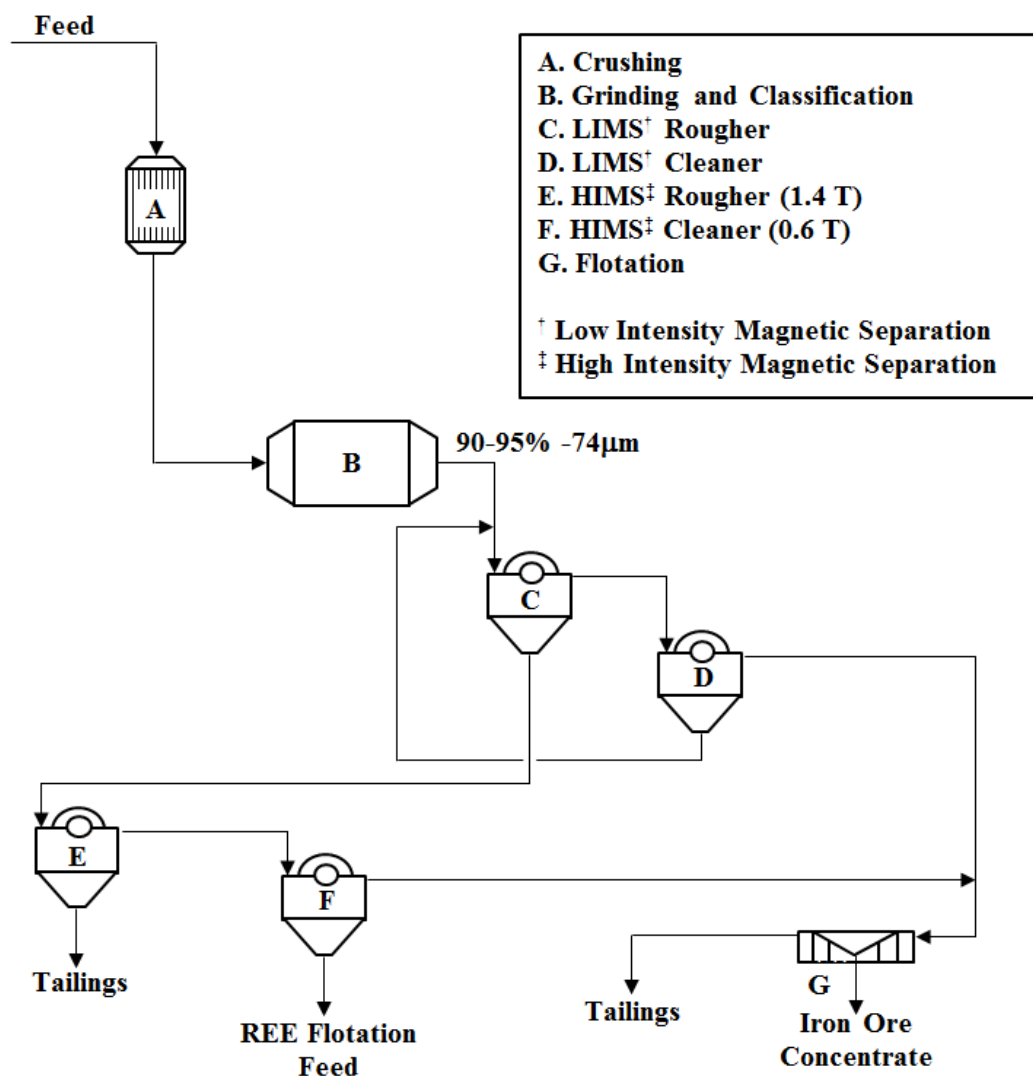 Feed
A. Crushing
B. Grinding and Classification
C. LIMS† Rougher
D. LIMS† Cleaner
E. HIMS‡ Rougher (1.4 T)
F. HIMS‡ Cleaner (0.6 T)
G. Flotation
† Low Intensity Magnetic Separation
‡ High Intensity Magnetic Separation
A
B
90-95% -74μm
C
D
E
F
G
Tailings
REE Flotation
Feed
Tailings
Iron Ore
Concentrate